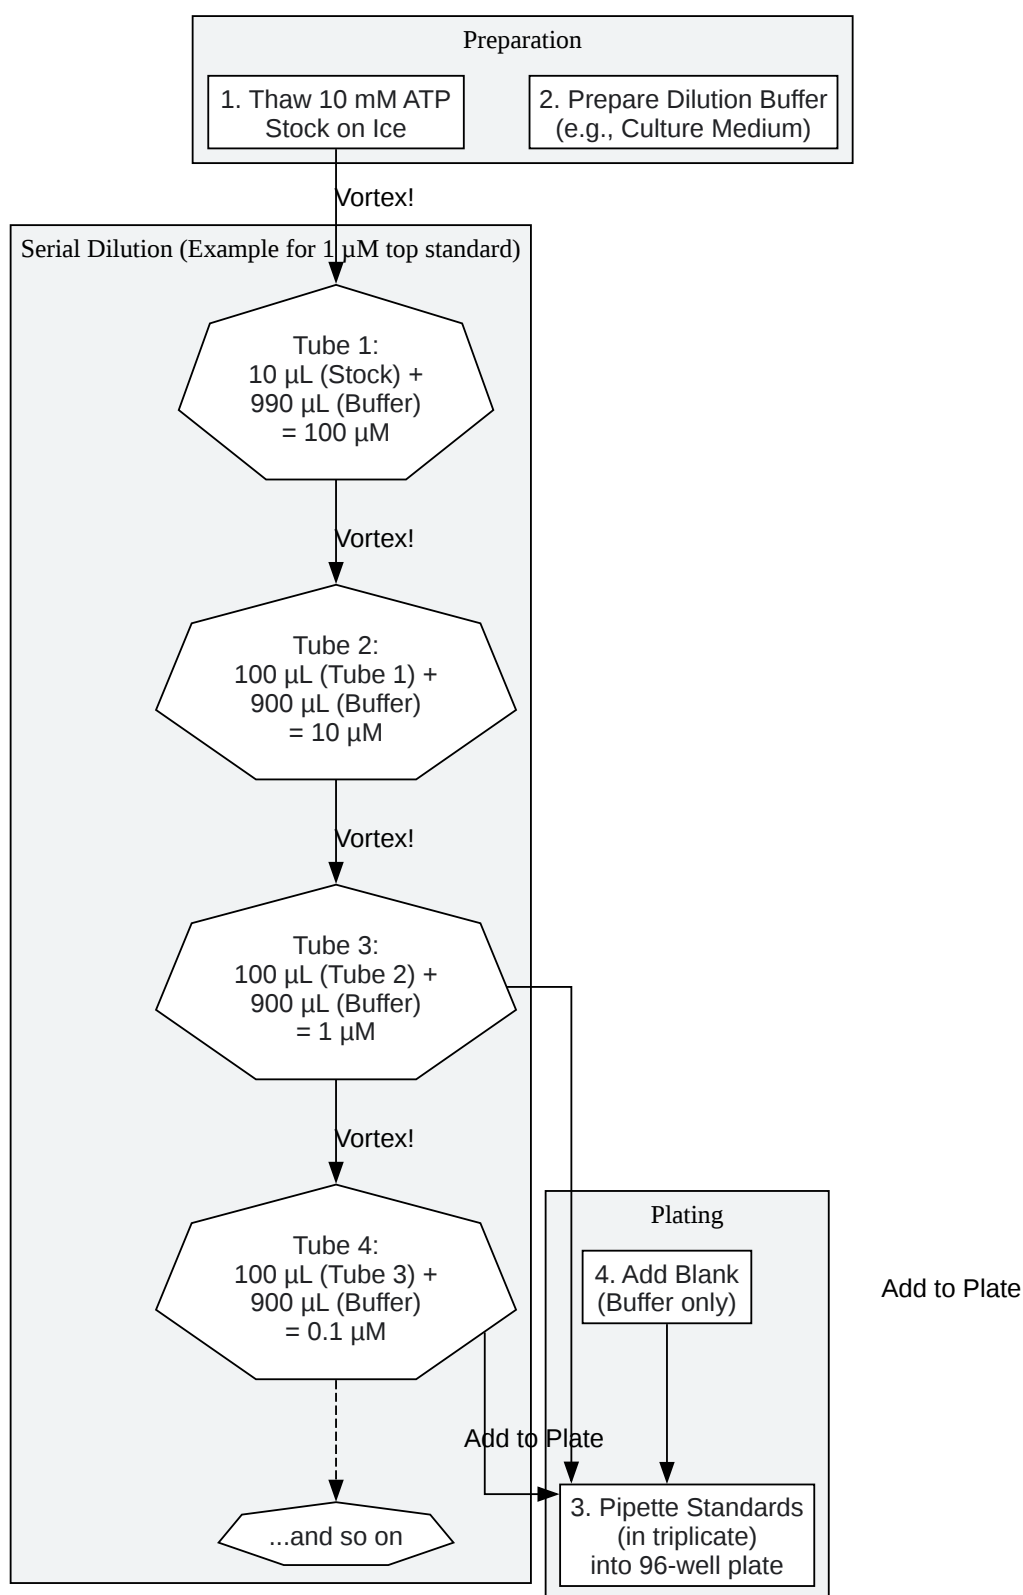 Preparation
1. Thaw 10 mM ATP
Stock on Ice
2. Prepare Dilution Buffer
(e.g., Culture Medium)
Vortex!
Serial Dilution (Example for 1 µM top standard)
Tube 1:
10 µL (Stock) +
990 µL (Buffer)
= 100 µM
Vortex!
Tube 2:
100 µL (Tube 1) +
900 µL (Buffer)
= 10 µM
Vortex!
Tube 3:
100 µL (Tube 2) +
900 µL (Buffer)
= 1 µM
Vortex!
Tube 4:
100 µL (Tube 3) +
900 µL (Buffer)
= 0.1 µM
...and so on
Plating
4. Add Blank
(Buffer only)
Add to Plate
Add to Plate
3. Pipette Standards
(in triplicate)
into 96-well plate